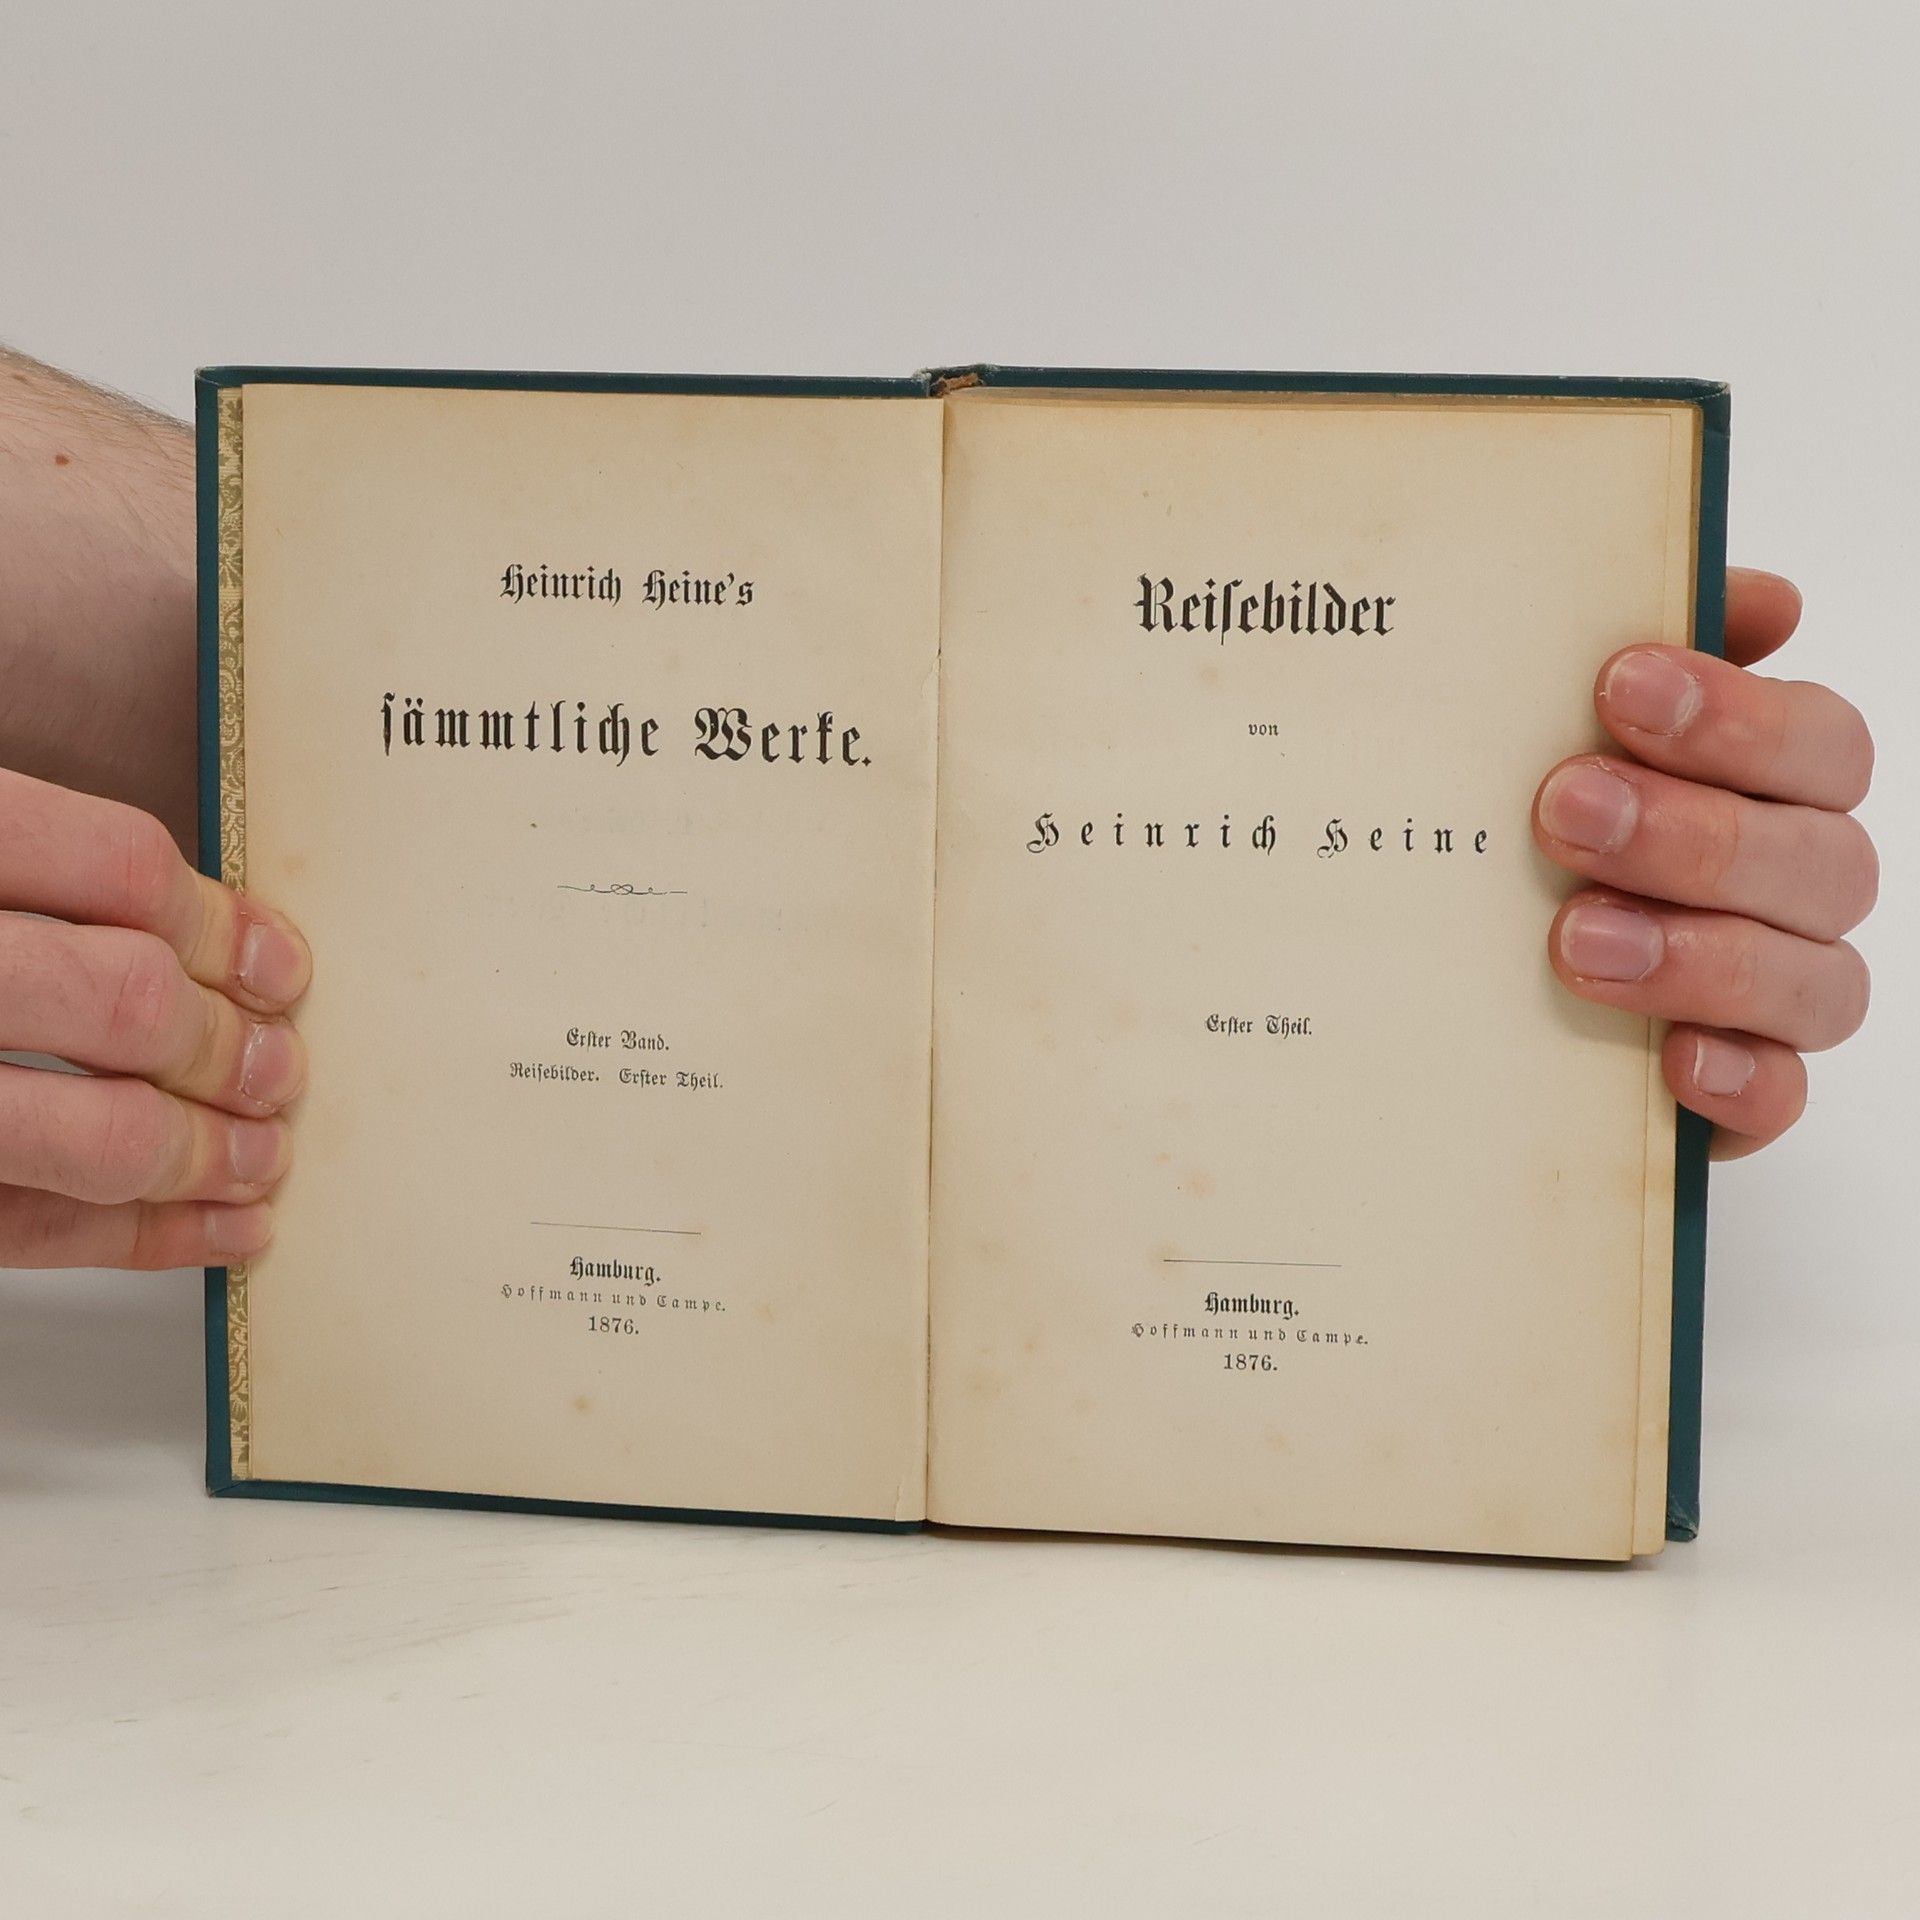 Heinrich Heine's
ſämmtliche Werke.
Erſter Band.
Reiſebilder. Erſter Theil.
Hamburg.
Hoffmann und Campe.
1876.
Reiſebilder
von
Heinrich Heine
Erſter Theil.
Hamburg.
Hoffmann und Campe.
1876.